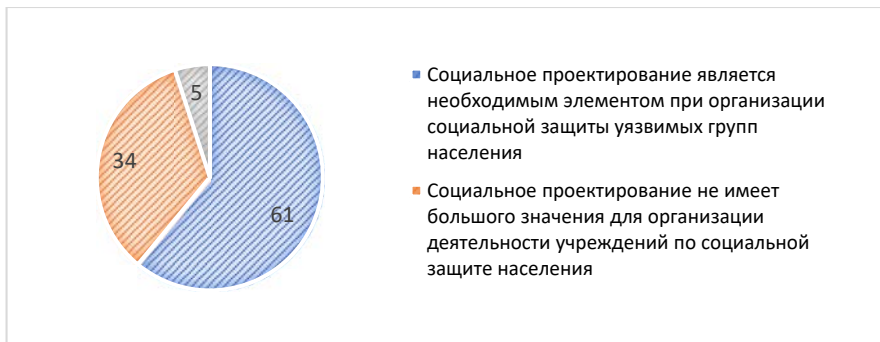 5
34
61
Социальное проектирование является
необходимым элементом при организации
социальной защиты уязвимых групп
населения
Социальное проектирование не имеет
большого значения для организации
деятельности учреждений по социальной
защите населения